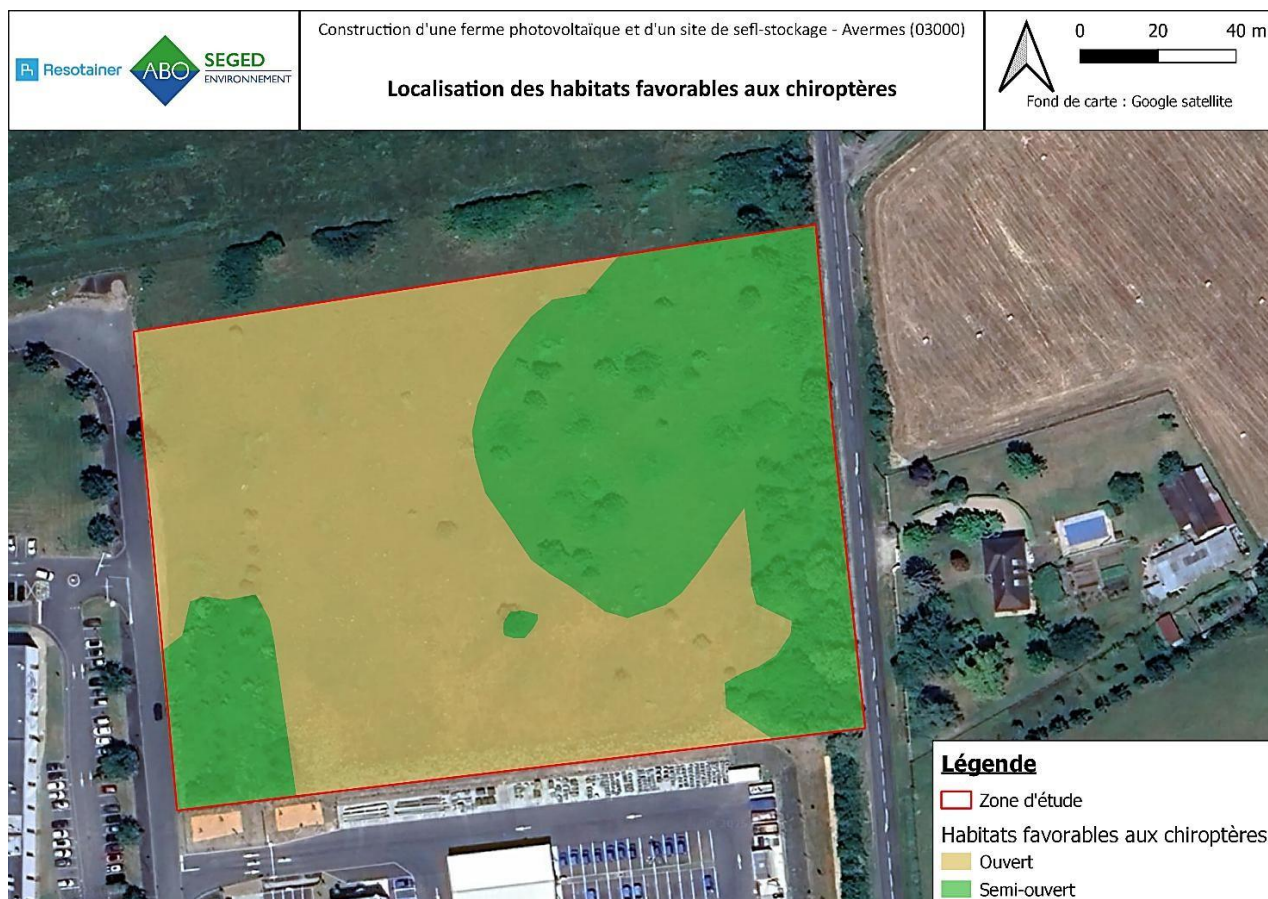 Resotainer
ABO
SEGED
ENVIRONNEMENT
Construction d'une ferme photovoltaïque et d'un site de sefl-stockage - Avermes (03000)
Localisation des habitats favorables aux chiroptères
0 20 40 m
Fond de carte : Google satellite
Légende
Zone d'étude
Habitats favorables aux chiroptères
Ouvert
Semi-ouvert